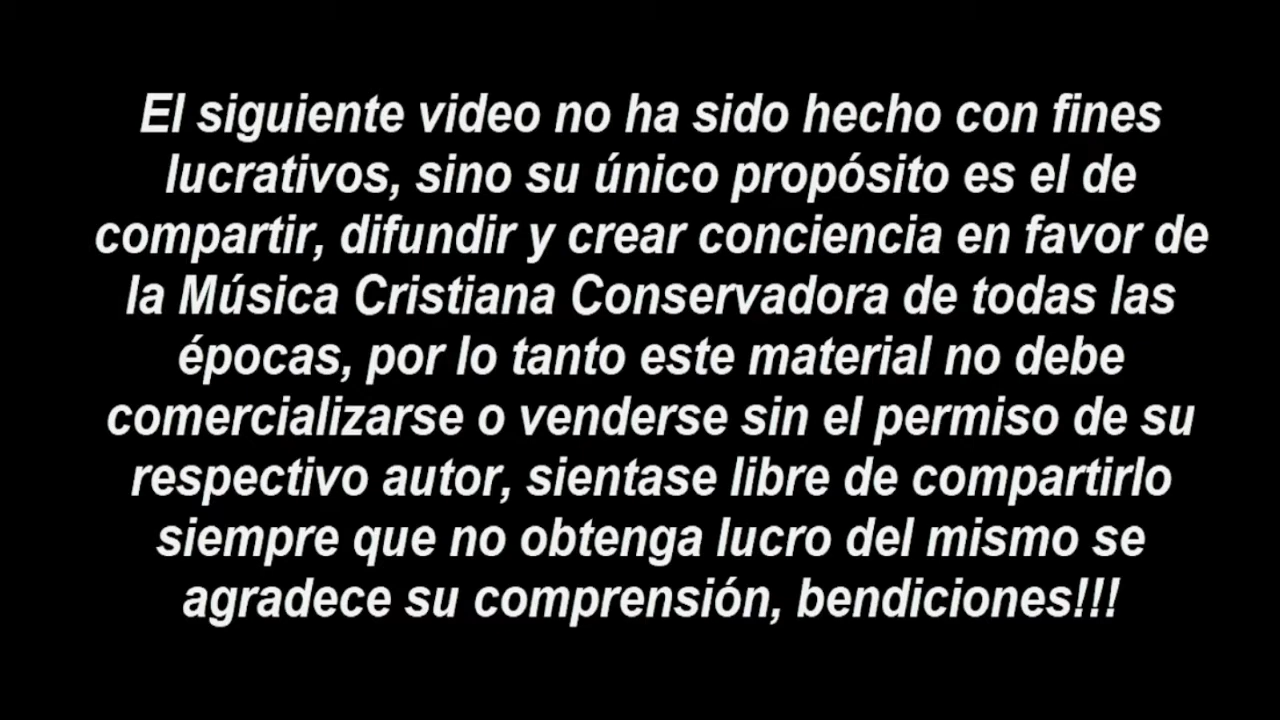 El siguiente video no ha sido hecho con fines
lucrativos, sino su único propósito es el de
compartir, difundir y crear conciencia en favor de
la Música Cristiana Conservadora de todas las
épocas, por lo tanto este material no debe
comercializarse o venderse sin el permiso de su
respectivo autor, sientase libre de compartirlo
siempre que no obtenga lucro del mismo se
agradece su comprensión, bendiciones!!!